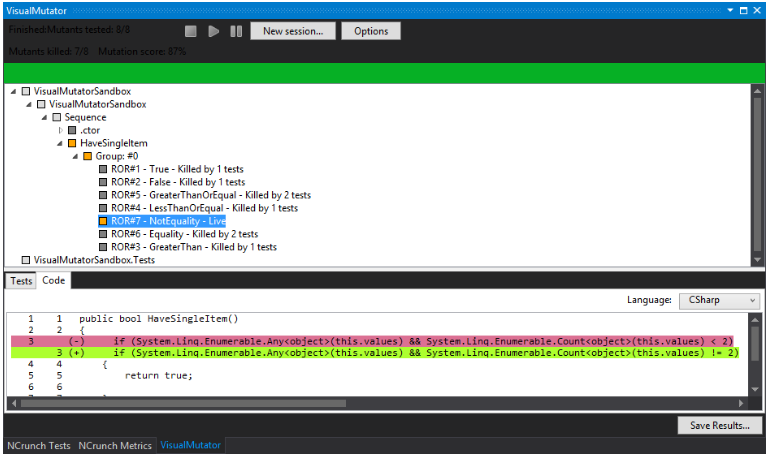 VisualMutator
Finished:Mutants tested: 8/8
New session...
Options
Mutants killed: 7/8 Mutation score: 87%
VisualMutatorSandbox
VisualMutatorSandbox
Sequence
.ctor
HaveSingleItem
Group: #0
ROR#1 - True - Killed by 1 tests
ROR#2 - False - Killed by 1 tests
ROR#5 - GreaterThanOrEqual - Killed by 2 tests
ROR#4 - LessThanOrEqual - Killed by 1 tests
ROR#7 - NotEquality - Live
ROR#6 - Equality - Killed by 2 tests
ROR#3 - GreaterThan - Killed by 1 tests
VisualMutatorSandbox.Tests
Tests Code
Language: CSharp
1 1 public bool HaveSingleItem()
2 2 {
3 (-) if (System.Linq.Enumerable.Any<object>(this.values) && System.Linq.Enumerable.Count<object>(this.values) < 2)
3 (+) if (System.Linq.Enumerable.Any<object>(this.values) && System.Linq.Enumerable.Count<object>(this.values) != 2)
4 4 {
5 5 return true;
6 6
Save Results...
NCrunch Tests NCrunch Metrics VisualMutator